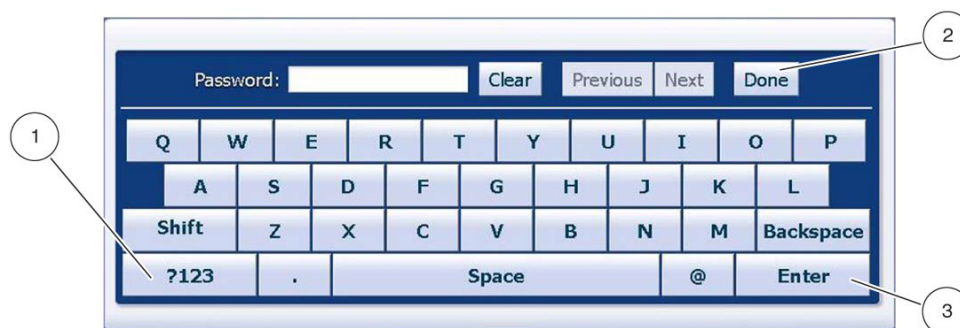 2
Password: Clear Previous Next Done
1
Q W E R T Y U I O P
A S D F G H J K L
Shift Z X C V B N M Backspace
?123 . Space @ Enter
3